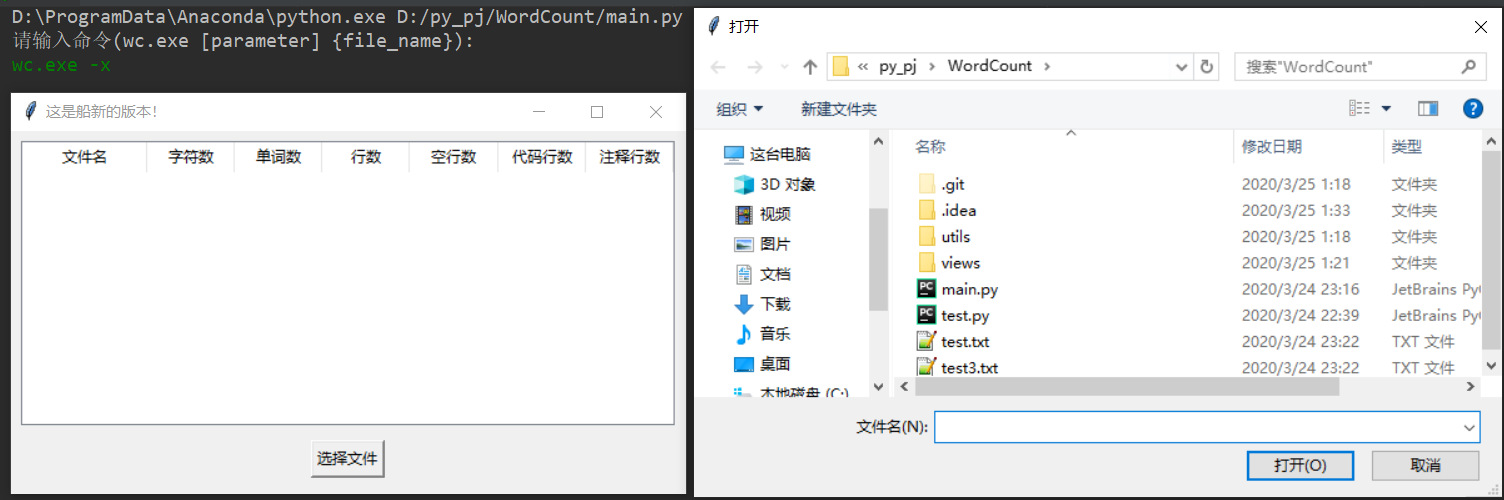 D:\ProgramData\Anaconda\python.exe D:/py_pj/WordCount/main.py
请输入命令(wc.exe [parameter] {file_name}):
wc.exe -x
这是船新的版本!
文件名 字符数 单词数 行数 空行数 代码行数 注释行数
选择文件
打开
« py_pj › WordCount ›
搜索"WordCount"
组织 新建文件夹
这台电脑
3D 对象
视频
图片
文档
下载
音乐
桌面
本地磁盘 (C:)
名称 修改日期 类型
.git 2020/3/25 1:18 文件夹
.idea 2020/3/25 1:33 文件夹
utils 2020/3/25 1:18 文件夹
views 2020/3/25 1:21 文件夹
main.py 2020/3/24 23:16 JetBrains Py
test.py 2020/3/24 22:39 JetBrains Py
test.txt 2020/3/24 23:22 TXT 文件
test3.txt 2020/3/24 23:22 TXT 文件
文件名(N):
打开(O) 取消